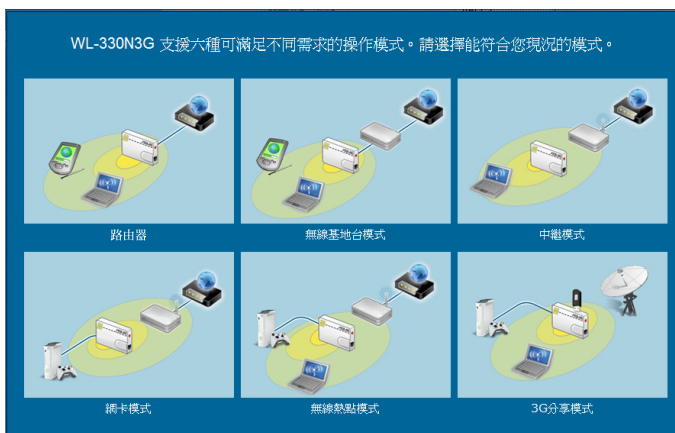 WL-330N3G 支援六種可滿足不同需求的操作模式。請選擇能符合您現況的模式。
路由器
無線基地台模式
中繼模式
網卡模式
無線熱點模式
3G分享模式